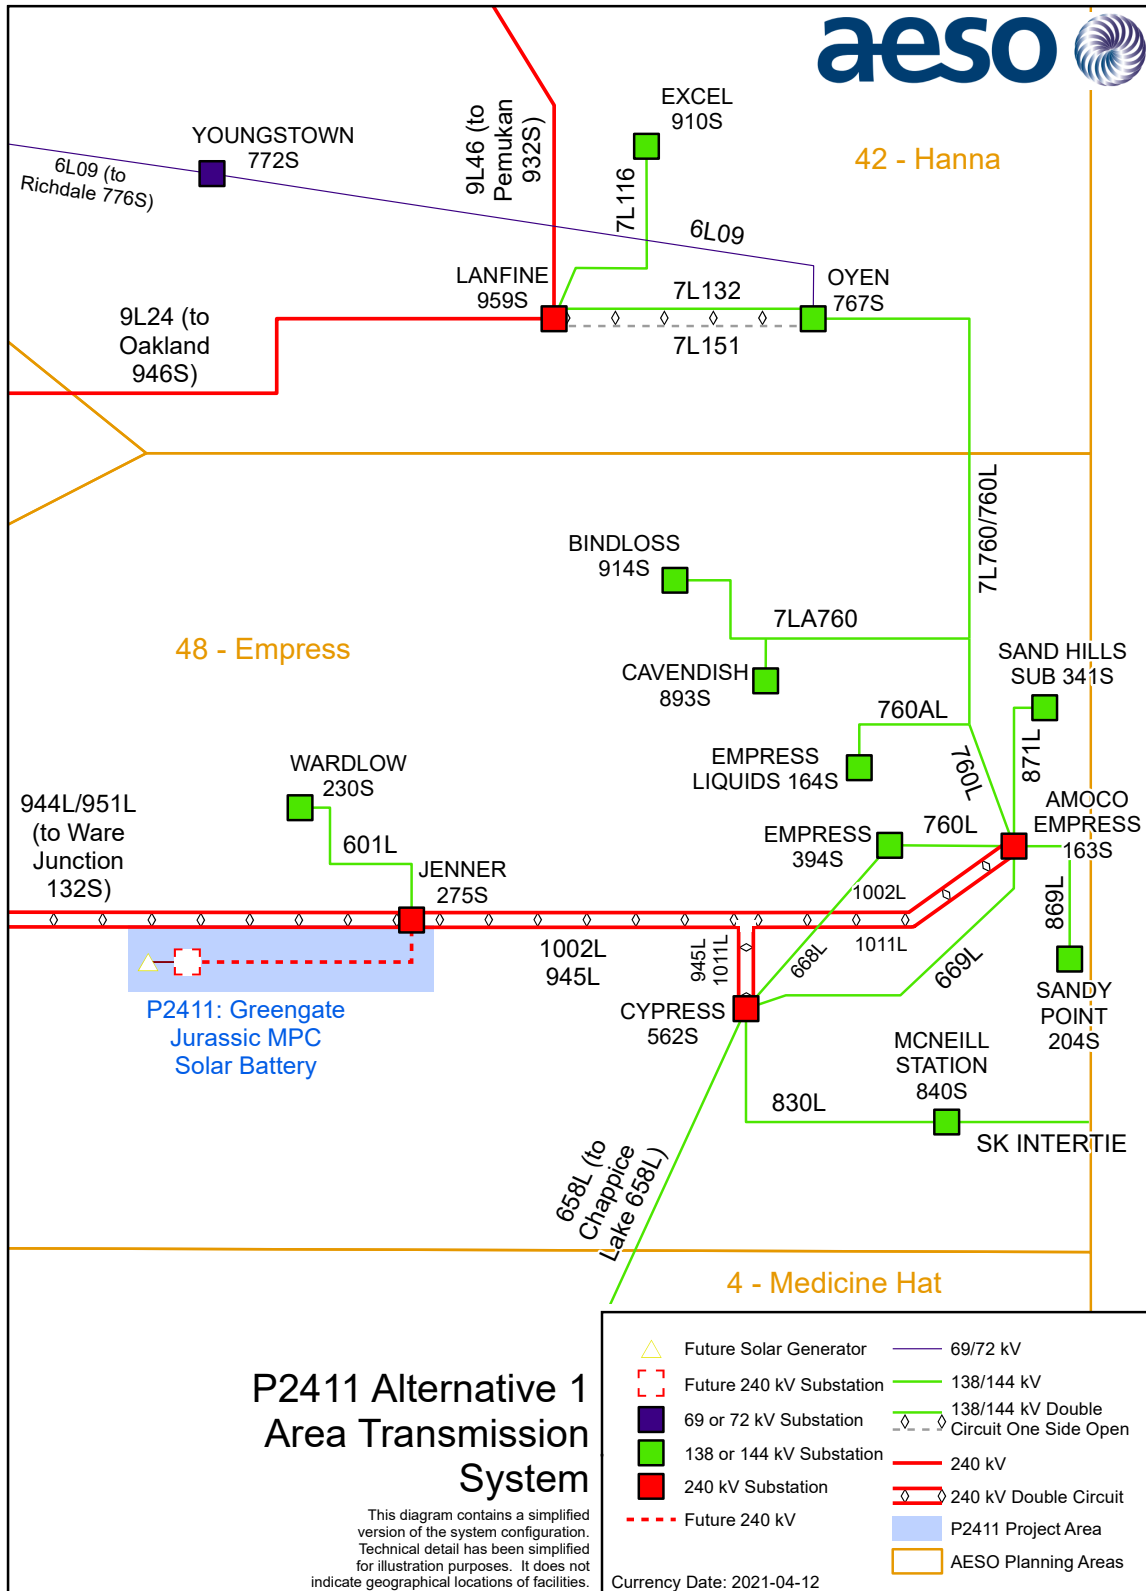 aeso
EXCEL
910S
YOUNGSTOWN
772S
9L46 (to
Pemukan
932S)
42 - Hanna
6L09 (to
Richdale 776S)
7L116
6L09
LANFINE
959S
7L132
OYEN
767S
9L24 (to
Oakland
946S)
7L151
7L760/760L
BINDLOSS
914S
7LA760
48 - Empress
SAND HILLS
SUB 341S
CAVENDISH
893S
760AL
871L
EMPRESS
LIQUIDS 164S
760L
WARDLOW
230S
944L/951L
(to Ware
Junction
132S)
AMOCO
EMPRESS
163S
760L
EMPRESS
394S
601L
JENNER
275S
1002L
869L
1002L
945L
945L
1011L
668L
1011L
669L
SANDY
POINT
204S
CYPRESS
562S
P2411: Greengate
Jurassic MPC
Solar Battery
MCNEILL
STATION
840S
830L
SK INTERTIE
658L (to
Chappice
Lake 658L)
4 - Medicine Hat
P2411 Alternative 1
Area Transmission
System
This diagram contains a simplified
version of the system configuration.
Technical detail has been simplified
for illustration purposes. It does not
indicate geographical locations of facilities.
Future Solar Generator
Future 240 kV Substation
69 or 72 kV Substation
138 or 144 kV Substation
240 kV Substation
Future 240 kV
69/72 kV
138/144 kV
138/144 kV Double
Circuit One Side Open
240 kV
240 kV Double Circuit
P2411 Project Area
AESO Planning Areas
Currency Date: 2021-04-12